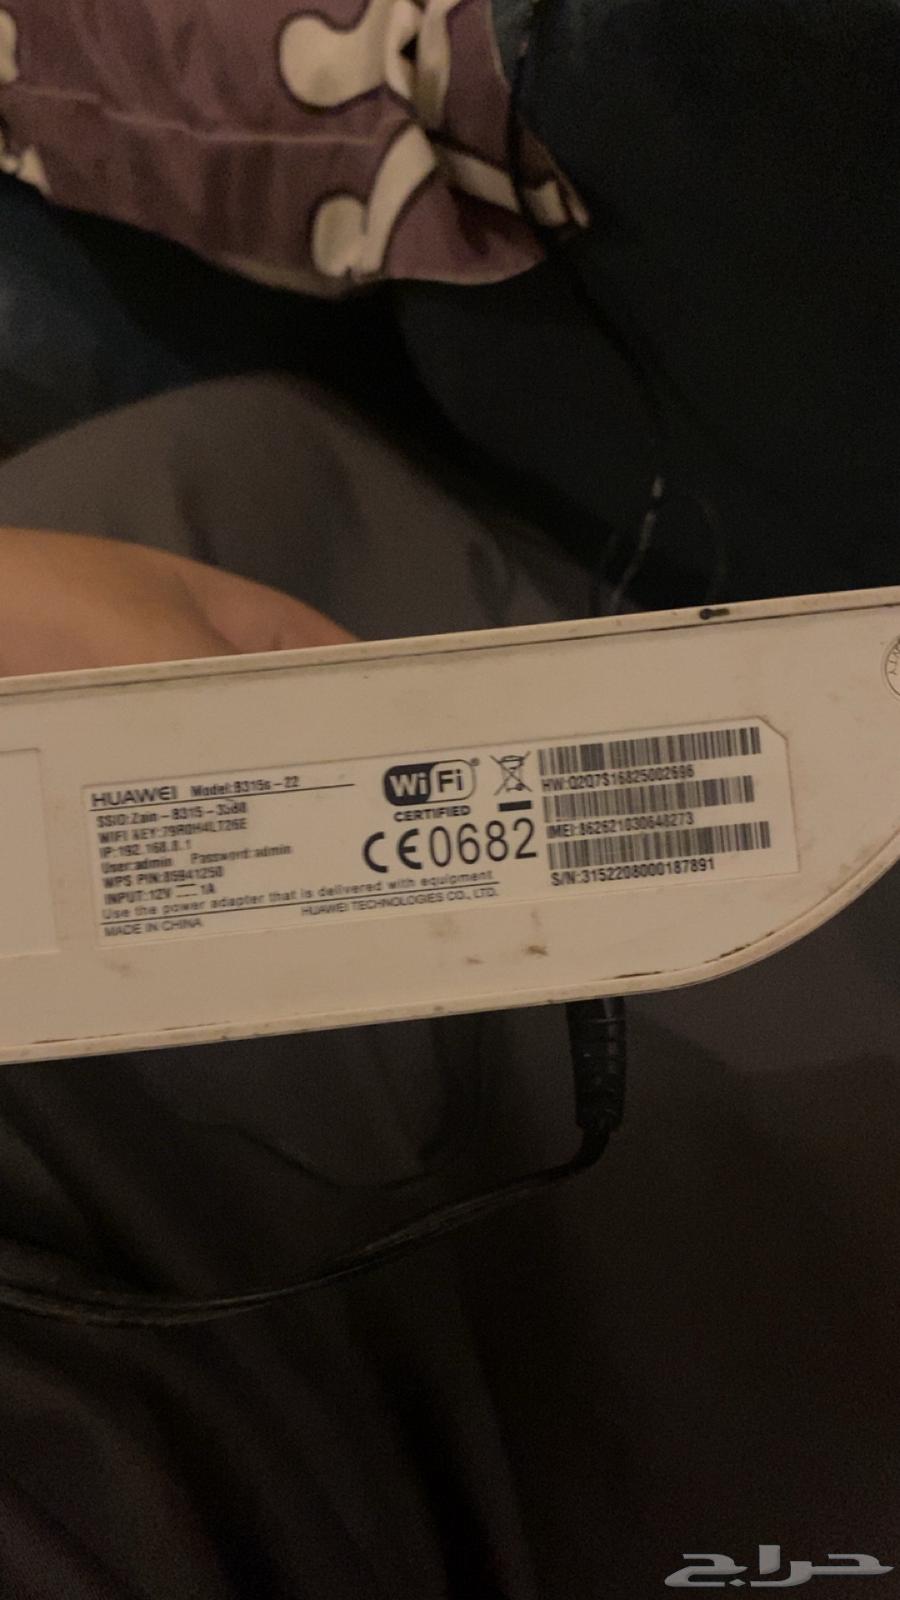 HUAWEI Model:B315s-22
SSID:Zain-B315-3580
WIFI KEY:79R0H4LT26E
IP:192.168.8.1
User:admin Password:admin
WPS PIN:85941250
INPUT:12V 1A
Use the power adapter that is delivered with equipment
HUAWEI TECHNOLOGIES CO., LTD.
MADE IN CHINA
WiFi®
CERTIFIED
CE0682
HW:Q2Q7S16825002696
IMEI:862621030648273
S/N:3152208000187891
حراج